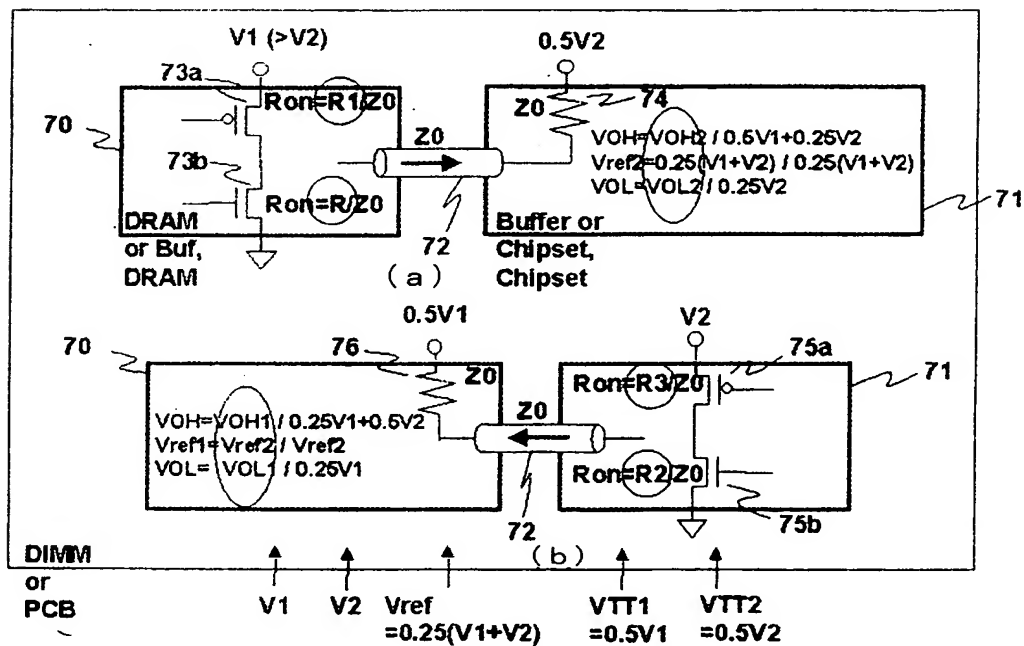 V1 (>V2)
0.5V2
73a
Ron=R1/Z0
70
73b
Z0
Z0
74
VOH=VOH2 / 0.5V1+0.25V2
Vref2=0.25(V1+V2) / 0.25(V1+V2)
VOL=VOL2 / 0.25V2
Ron=R/Z0
DRAM
or Buf,
DRAM
72
Buffer or
Chipset,
Chipset
71
(a)
0.5V1
V2
70
76
Z0
75a
Ron=R3/Z0
71
Z0
VOH=VOH1 / 0.25V1+0.5V2
Vref1=Vref2 / Vref2
VOL= VOL1 / 0.25V1
Ron=R2/Z0
72
75b
(b)
DIMM
or
PCB
V1
V2
Vref
=0.25(V1+V2)
VTT1
=0.5V1
VTT2
=0.5V2